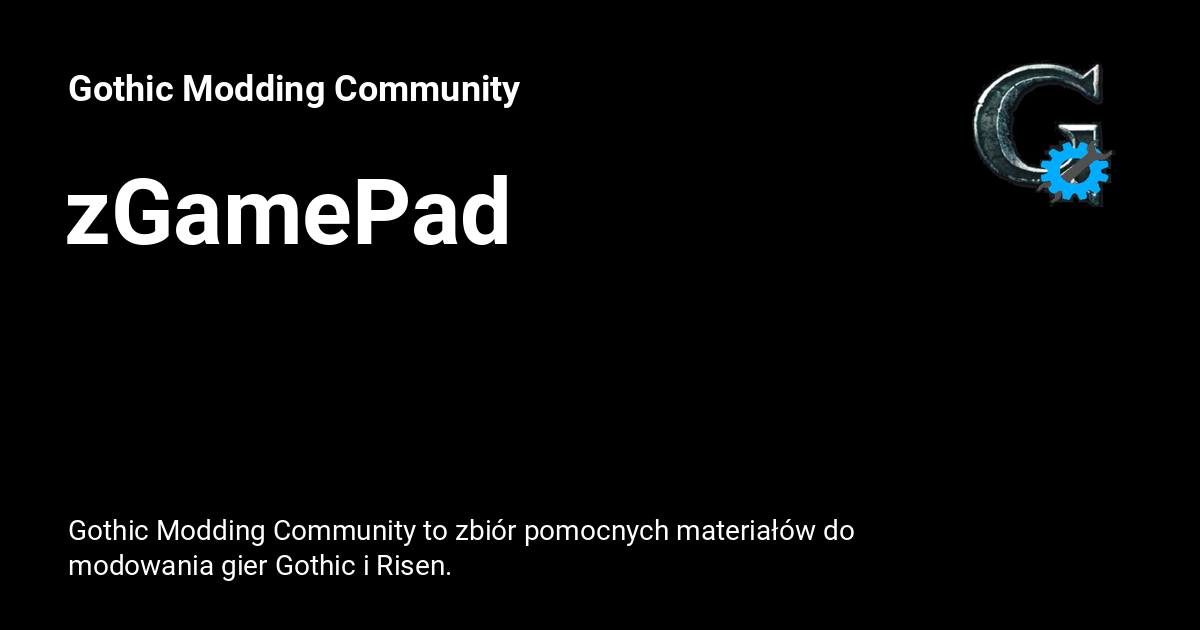 Gothic Modding Community
zGamePad
Gothic Modding Community to zbiór pomocnych materiałów do
modowania gier Gothic i Risen.